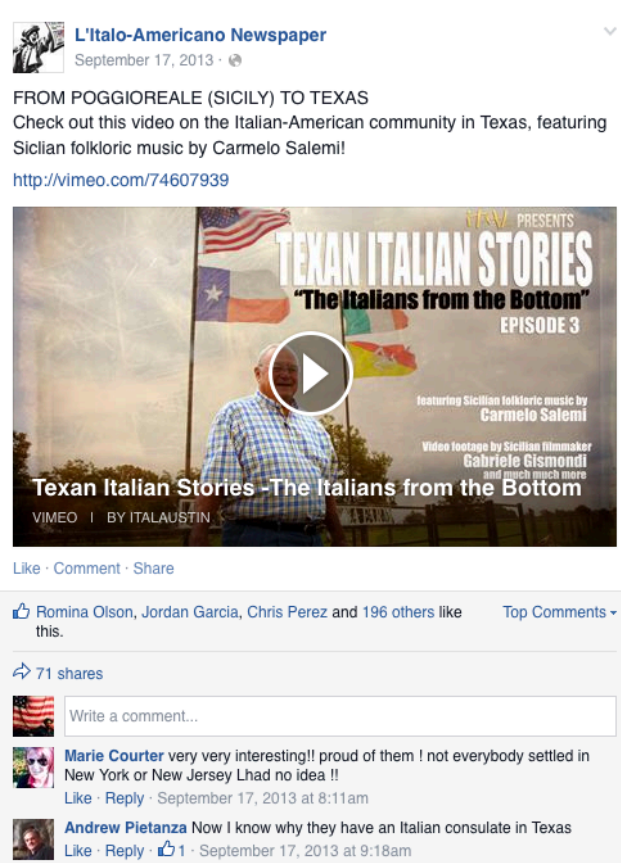 L'Italo-Americano Newspaper
September 17, 2013 ·
FROM POGGIOREALE (SICILY) TO TEXAS
Check out this video on the Italian-American community in Texas, featuring
Siclian folkloric music by Carmelo Salemi!
http://vimeo.com/74607939
PRESENTS
TEXAN ITALIAN STORIES
"The Italians from the Bottom"
EPISODE 3
featuring Sicilian folkloric music by
Carmelo Salemi
Video footage by Sicilian filmmaker
Gabriele Gismondi
and much much more
Texan Italian Stories -The Italians from the Bottom
VIMEO | BY ITALAUSTIN
Like · Comment · Share
Romina Olson, Jordan Garcia, Chris Perez and 196 others like
this.
Top Comments
71 shares
Write a comment...
Marie Courter very very interesting!! proud of them ! not everybody settled in
New York or New Jersey Lhad no idea !!
Like · Reply · September 17, 2013 at 8:11am
Andrew Pietanza Now I know why they have an Italian consulate in Texas
Like · Reply · 1 · September 17, 2013 at 9:18am